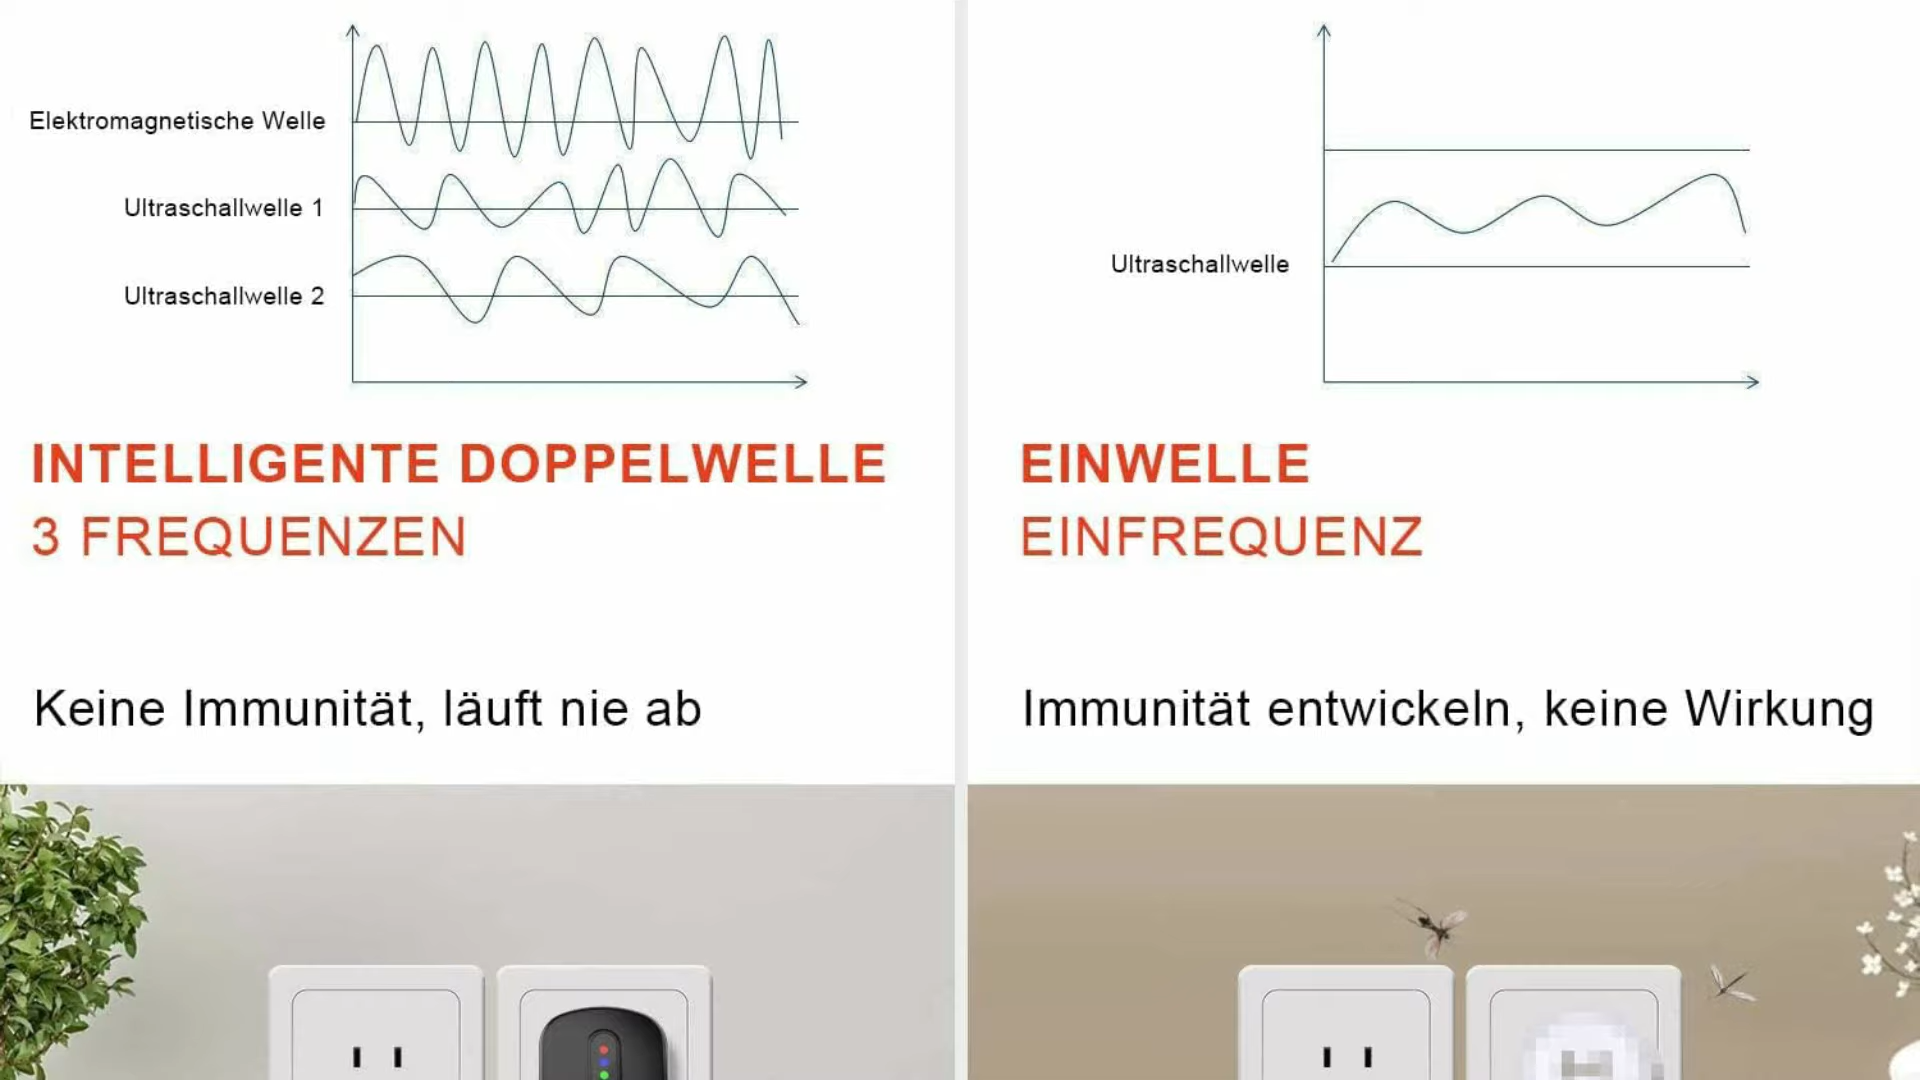 Elektromagnetische Welle
Ultraschallwelle 1
Ultraschallwelle 2
INTELLIGENTE DOPPELWELLE
3 FREQUENZEN
Keine Immunität, läuft nie ab
Ultraschallwelle
EINWELLE
EINFREQUENZ
Immunität entwickeln, keine Wirkung